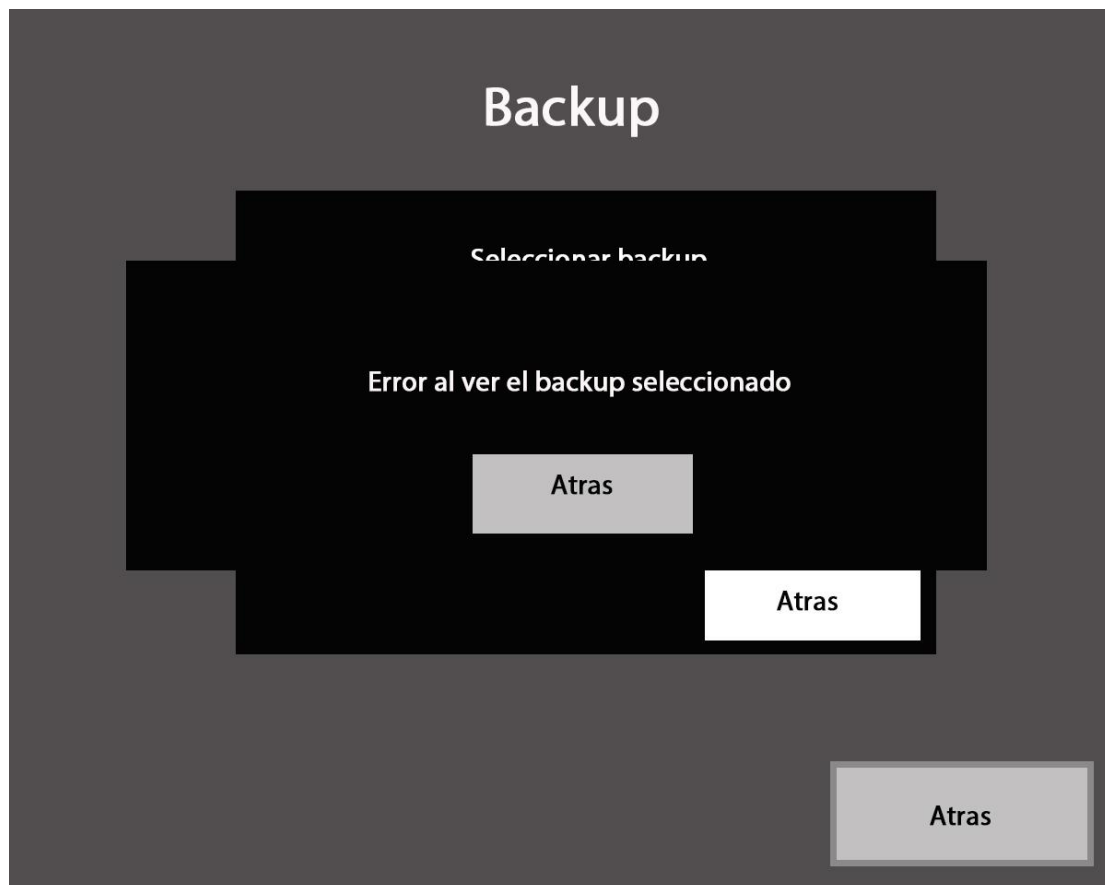 Backup
Seleccionar backup
Error al ver el backup seleccionado
Atras
Atras
Atras